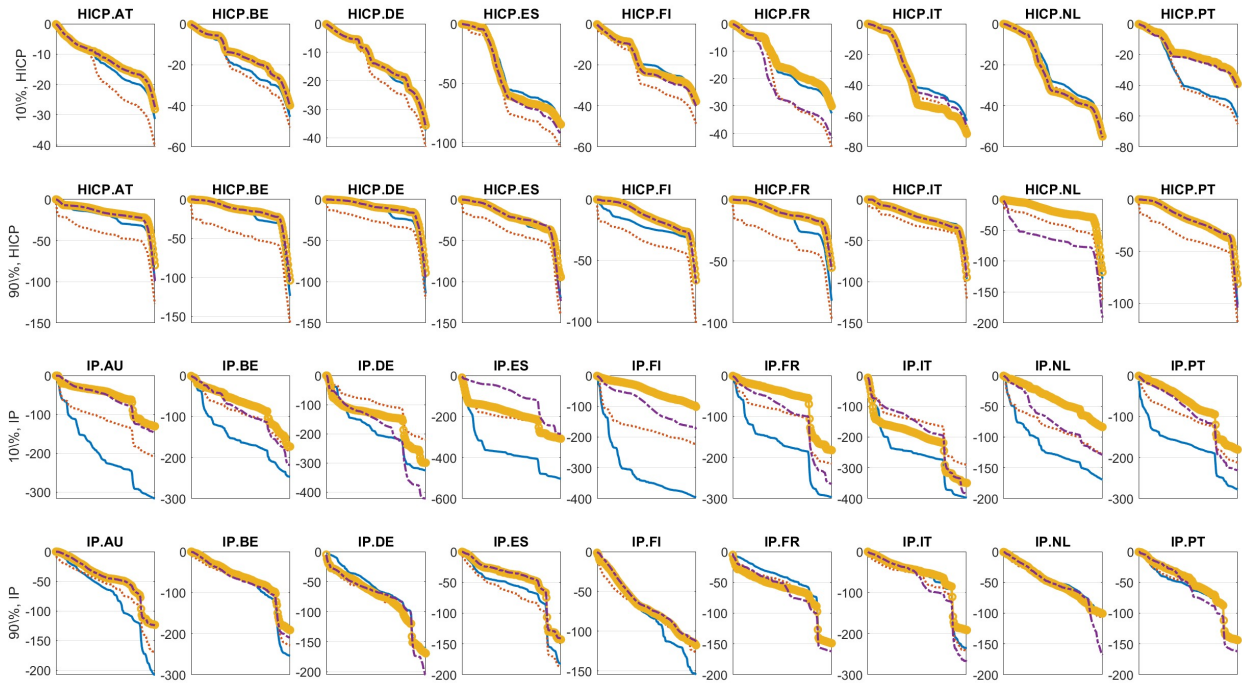 HICP.AT HICP.BE HICP.DE HICP.ES HICP.FI HICP.FR HICP.IT HICP.NL HICP.PT
10\%, HICP
0 -10 -20 -30 -40
0 -20 -40 -60
0 -10 -20 -30 -40
0 -50 -100
0 -20 -40 -60
0 -10 -20 -30 -40
0 -20 -40 -60 -80
0 -20 -40 -60 -80
0 -20 -40 -60 -80
HICP.AT HICP.BE HICP.DE HICP.ES HICP.FI HICP.FR HICP.IT HICP.NL HICP.PT
90\%, HICP
0 -50 -100 -150
0 -50 -100 -150
0 -50 -100 -150
0 -50 -100 -150
0 -50 -100
0 -50 -100
0 -50 -100 -150
0 -50 -100 -150 -200
0 -50 -100
IP.AU IP.BE IP.DE IP.ES IP.FI IP.FR IP.IT IP.NL IP.PT
10\%, IP
0 -100 -200 -300
0 -100 -200 -300
0 -100 -200 -300 -400
0 -200 -400 -600
0 -100 -200 -300 -400
0 -100 -200 -300 -400
0 -100 -200 -300 -400
0 -50 -100 -150 -200
0 -100 -200 -300
IP.AU IP.BE IP.DE IP.ES IP.FI IP.FR IP.IT IP.NL IP.PT
90\%, IP
0 -50 -100 -150 -200
0 -100 -200 -300
0 -50 -100 -150 -200
0 -50 -100 -150 -200
0 -50 -100 -150
0 -50 -100 -150 -200
0 -100 -200 -300
0 -50 -100 -150 -200
0 -50 -100 -150 -200